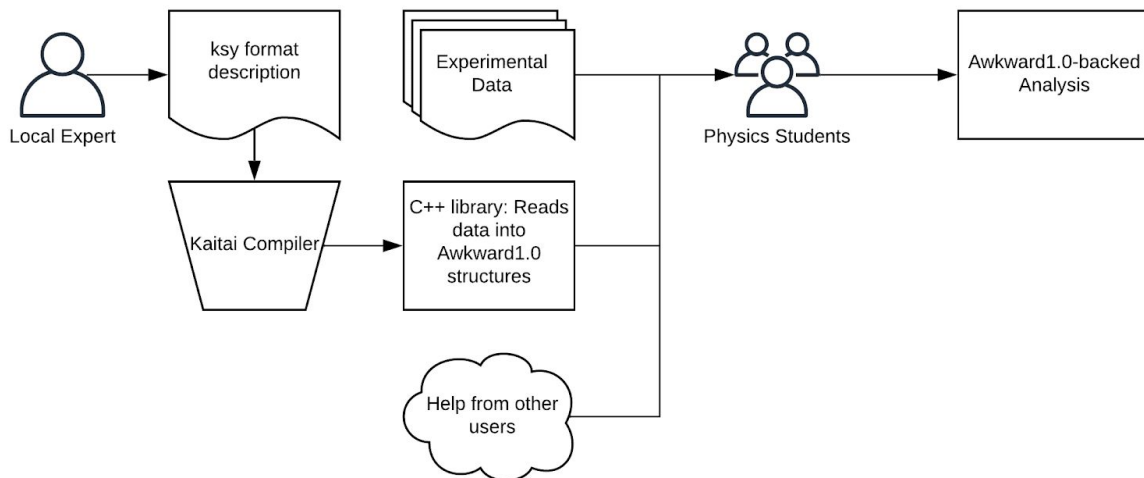 ksy format
description
Experimental
Data
Awkward1.0-backed
Analysis
Local Expert
Physics Students
Kaitai Compiler
C++ library: Reads
data into
Awkward1.0
structures
Help from other
users